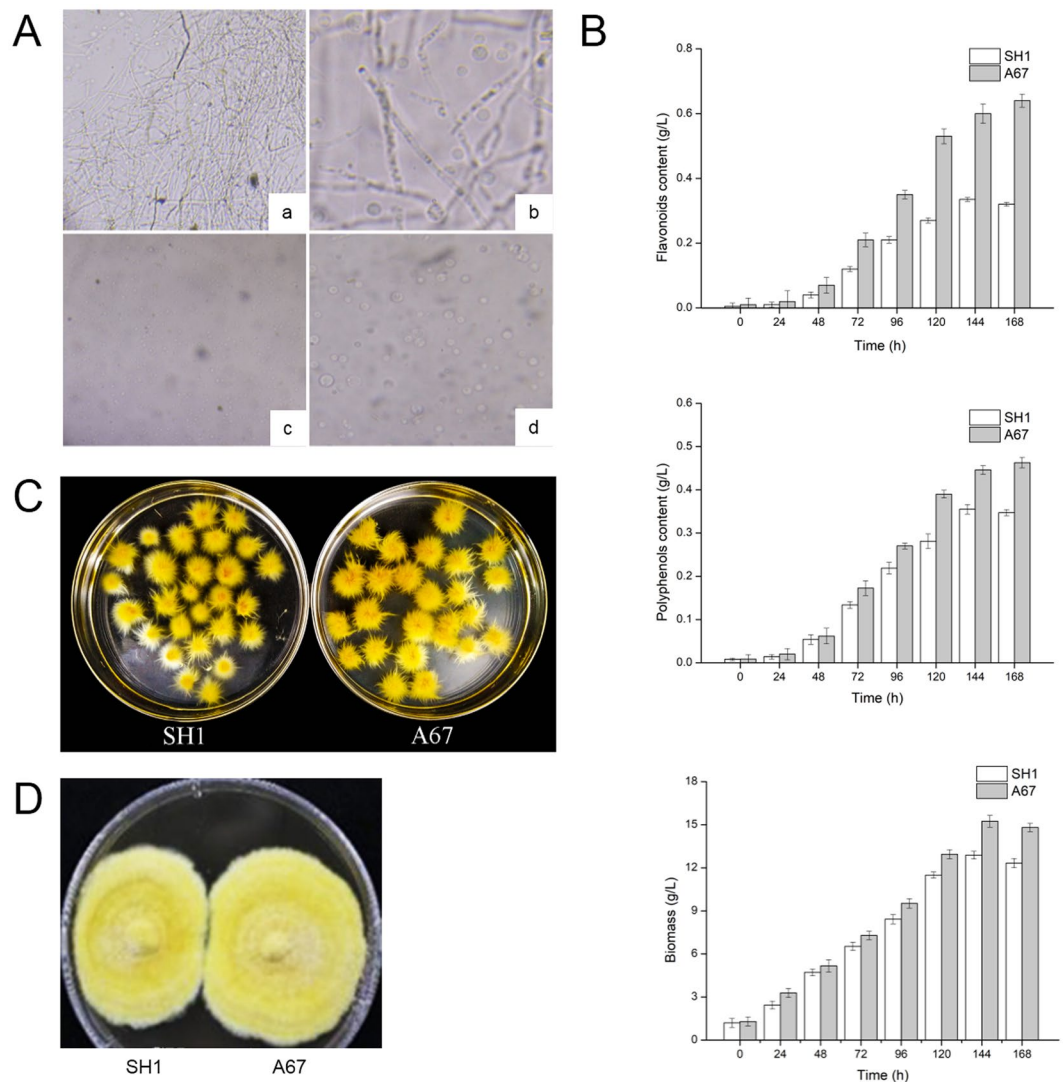 A
a
b
c
d
B
SH1
A67
Flavonoids content (g/L)
0.8
0.6
0.4
0.2
0.0
0 24 48 72 96 120 144 168
Time (h)
SH1
A67
Polyphenols content (g/L)
0.6
0.5
0.4
0.3
0.2
0.1
0.0
0 24 48 72 96 120 144 168
Time (h)
SH1
A67
Biomass (g/L)
18
15
12
9
6
3
0
0 24 48 72 96 120 144 168
Time (h)
C
SH1 A67
D
SH1 A67